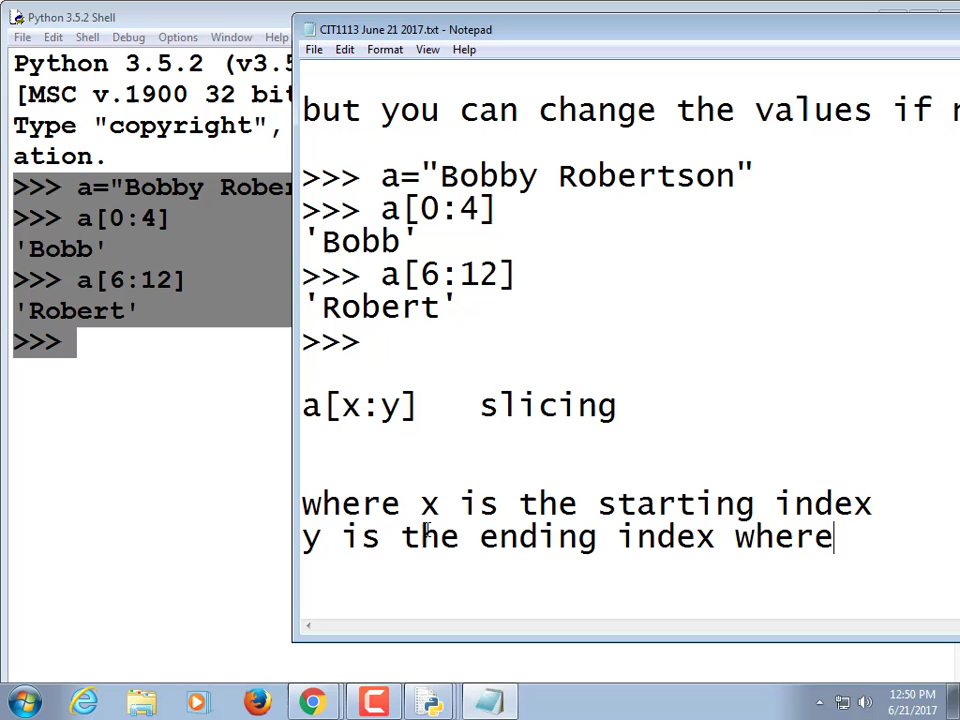 Python 3.5.2 Shell
File Edit Shell Debug Options Window Help
Python 3.5.2 (v3.5
[MSC v.1900 32 bit
Type "copyright",
ation.
>>> a="Bobby Rober
>>> a[0:4]
'Bobb'
>>> a[6:12]
'Robert'
>>>
CIT1113 June 21 2017.txt - Notepad
File Edit Format View Help
but you can change the values if
>>> a="Bobby Robertson"
>>> a[0:4]
'Bobb'
>>> a[6:12]
'Robert'
>>>
a[x:y] slicing
where x is the starting index
y is the ending index where
12:50 PM
6/21/2017